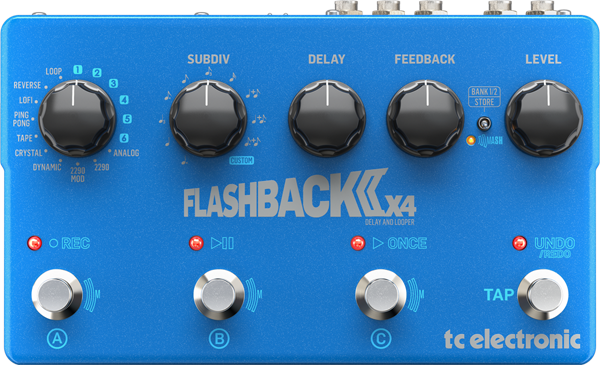 SUBDIV
DELAY
FEEDBACK
LEVEL
LOOP
1
2
3
4
5
6
ANALOG
2290
2290
MOD
DYNAMIC
CRYSTAL
TAPE
PING
PONG
LOFI
REVERSE
CUSTOM
BANK 1/2
STORE
MASH
FLASHBACK X4
DELAY AND LOOPER
REC
ONCE
UNDO
/REDO
M
M
M
TAP
A
B
C
tc electronic